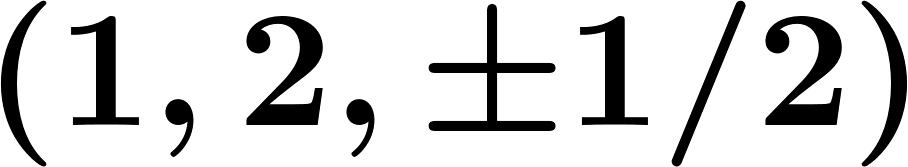 (1, 2, ±1/2)